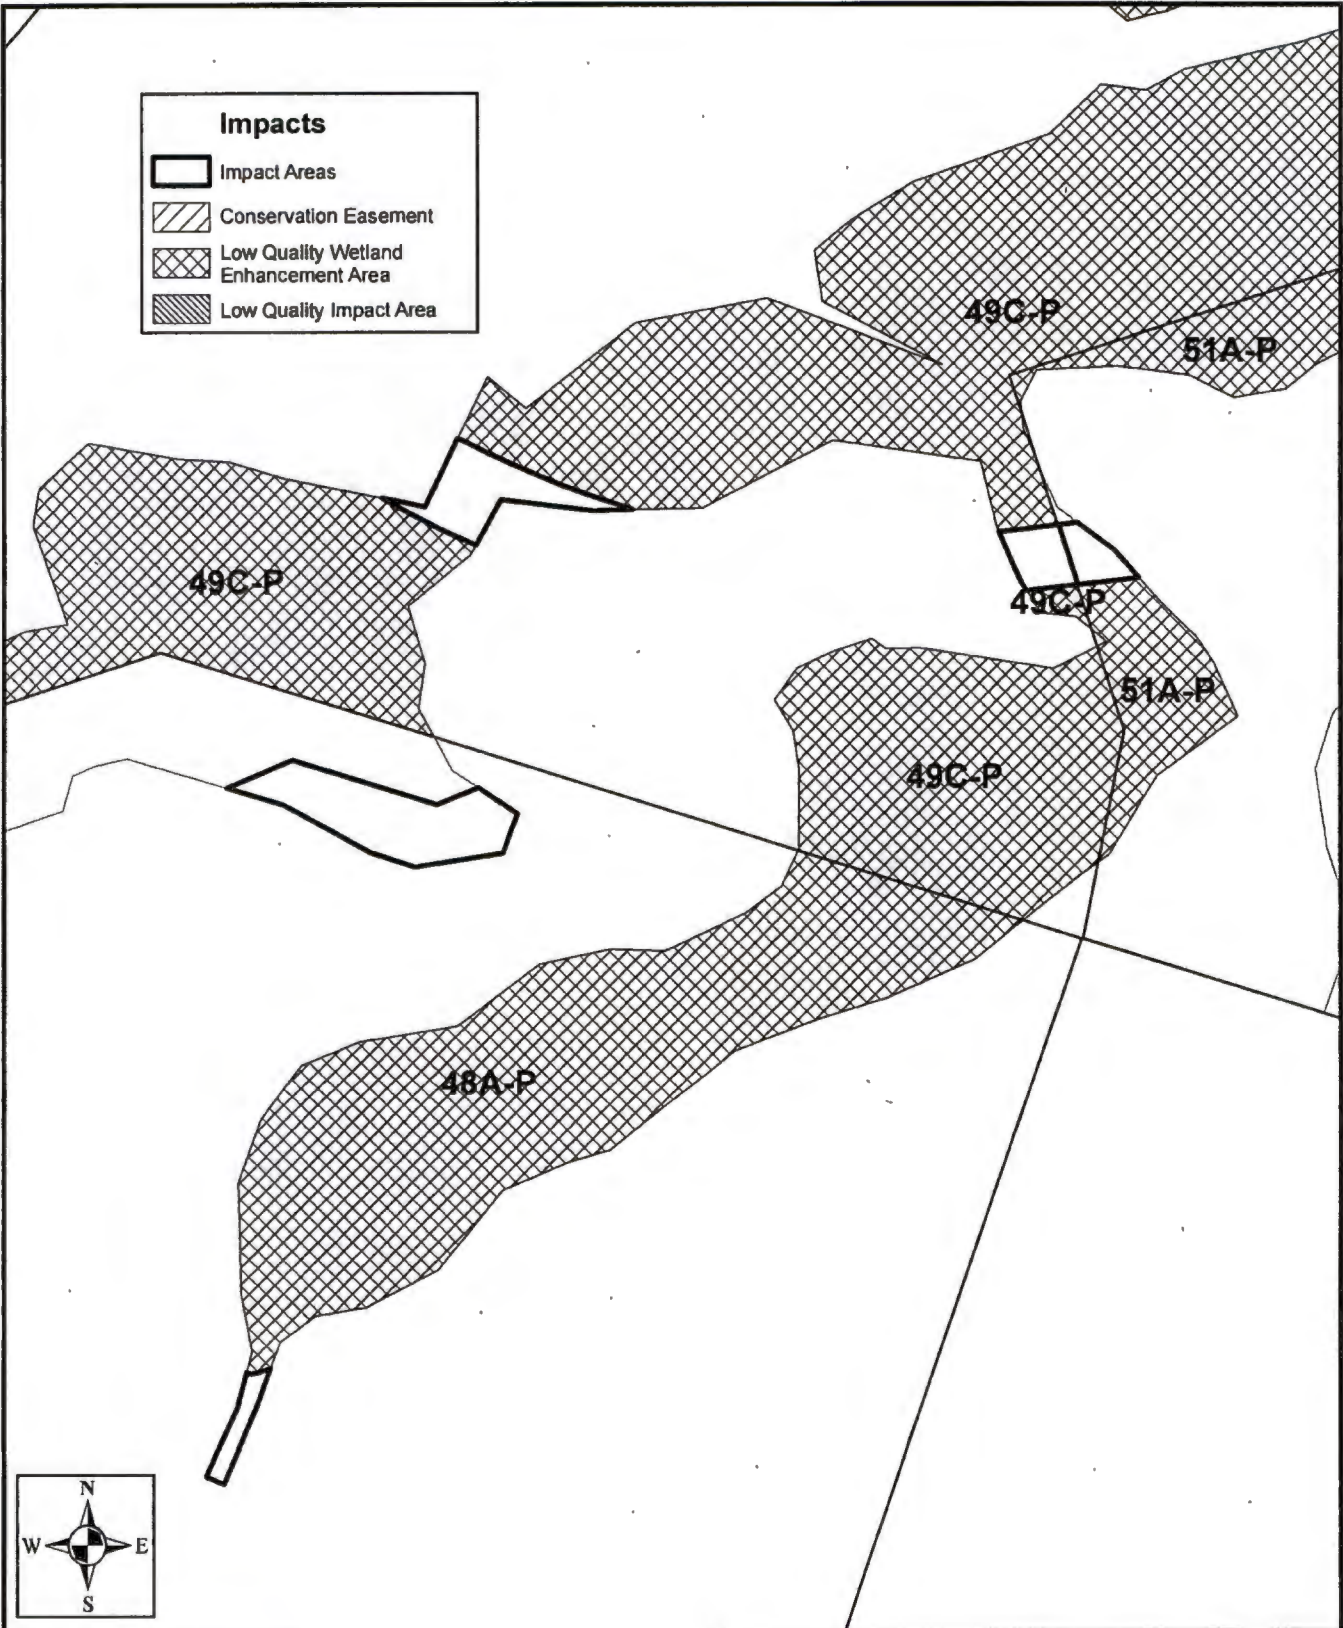 Impacts
Impact Areas
Conservation Easement
Low Quality Wetland
Enhancement Area
Low Quality Impact Area
49C-P
51A-P
49C-P
49C-P
51A-P
49C-P
48A-P
N
W E
S